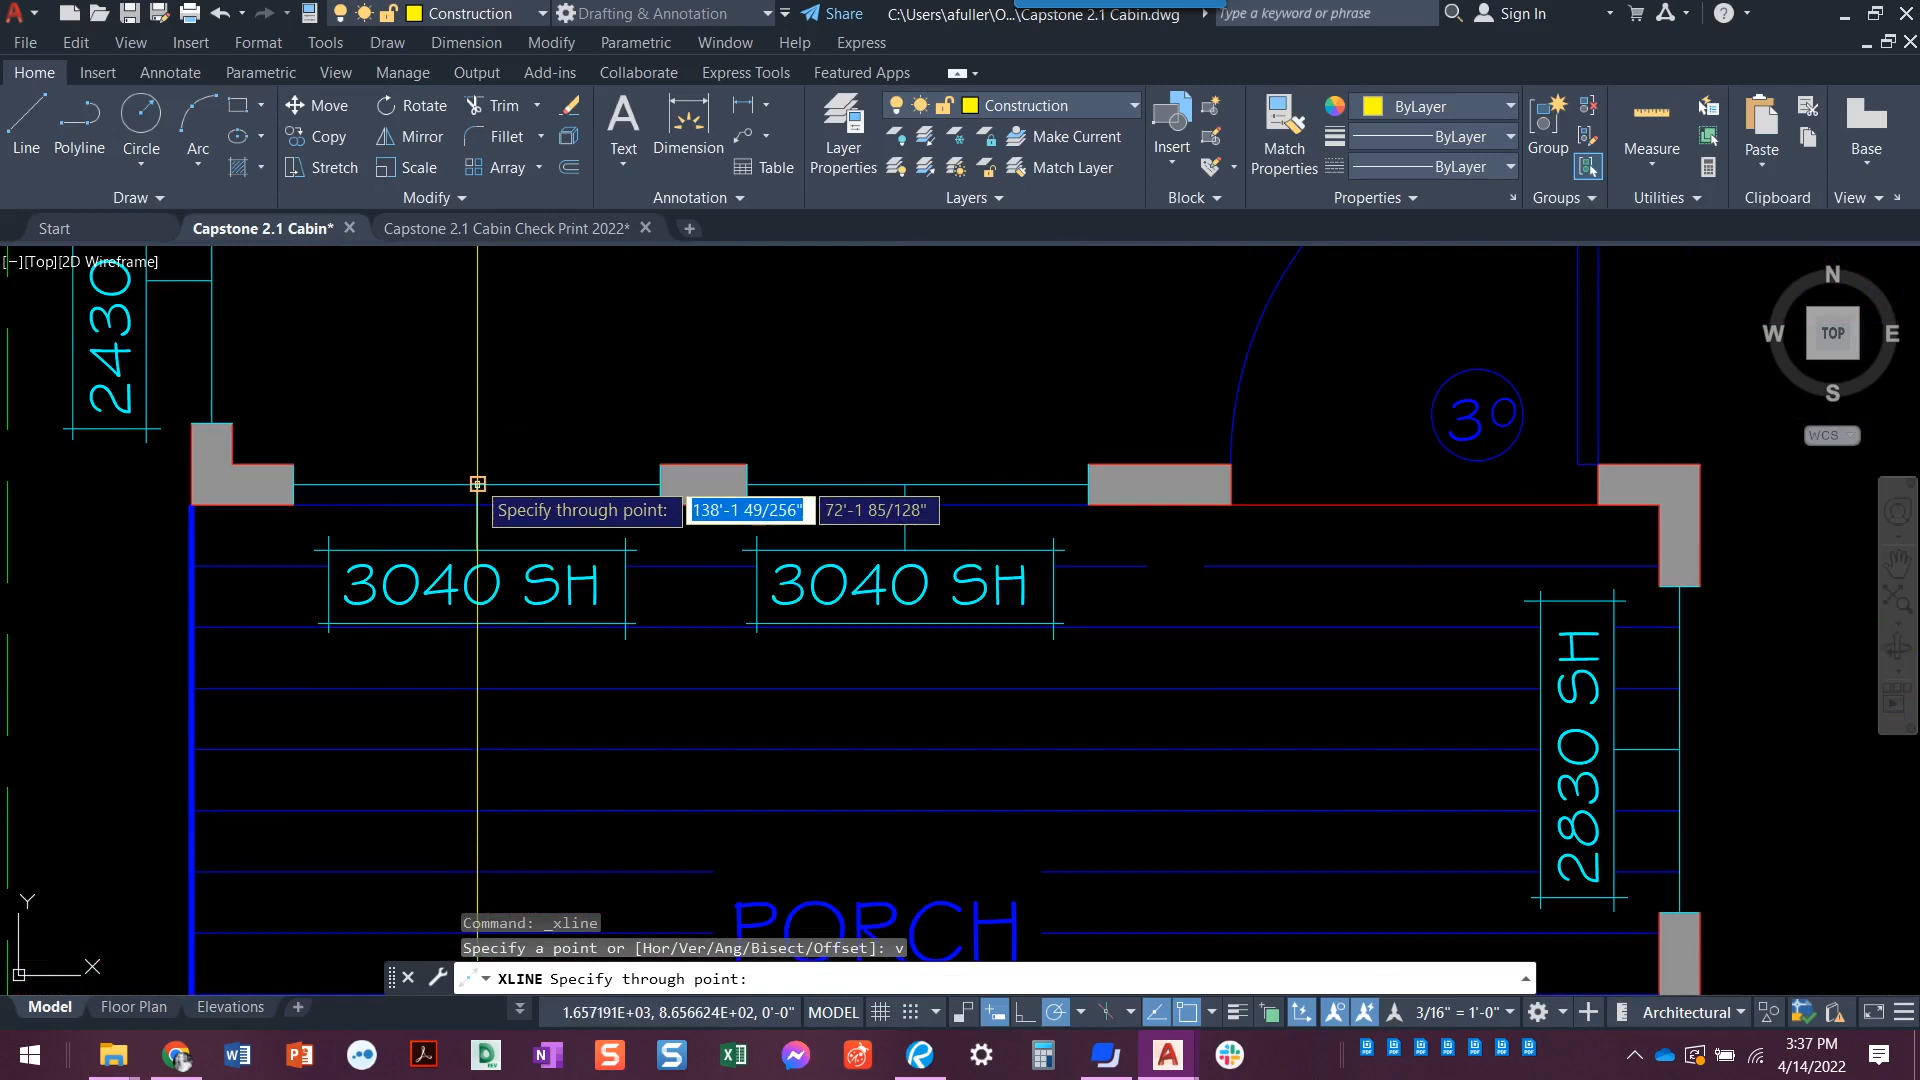 Construction
Drafting & Annotation
Share
C:\Users\afuller\O...\Capstone 2.1 Cabin.dwg
Type a keyword or phrase
Sign In
File Edit View Insert Format Tools Draw Dimension Modify Parametric Window Help Express
Home Insert Annotate Parametric View Manage Output Add-ins Collaborate Express Tools Featured Apps
Move Rotate Trim Construction ByLayer
Copy Mirror Fillet Make Current ByLayer
Line Polyline Circle Arc Text Dimension Layer Properties Insert Match Properties Group Measure Paste Base
Stretch Scale Array Table Match Layer ByLayer
Draw Modify Annotation Layers Block Properties Groups Utilities Clipboard View
Start Capstone 2.1 Cabin* Capstone 2.1 Cabin Check Print 2022*
[−][Top][2D Wireframe]
2430
N
W TOP E
S
WCS
30
Specify through point: 138'-1 49/256" 72'-1 85/128"
3040 SH 3040 SH
2830 SH
PORCH
Y
X
Command: _xline
Specify a point or [Hor/Ver/Ang/Bisect/Offset]: v
XLINE Specify through point:
Model Floor Plan Elevations
1.657191E+03, 8.656624E+02, 0'-0" MODEL 3/16" = 1'-0" Architectural
3:37 PM
4/14/2022